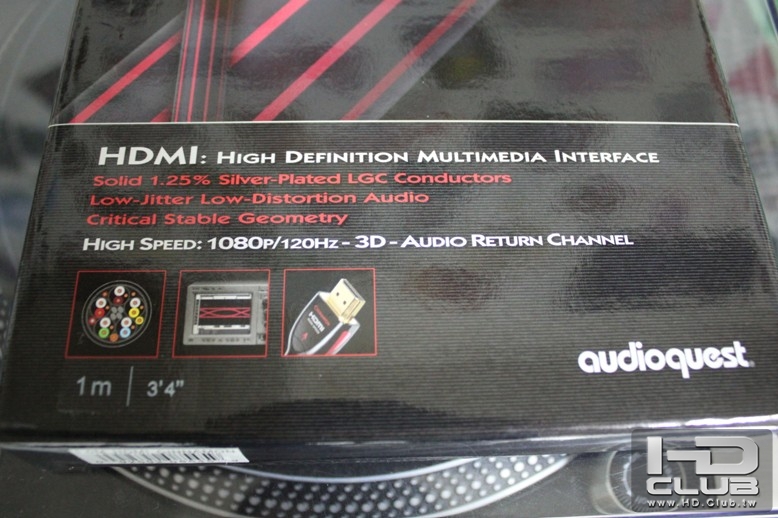 HDMI: HIGH DEFINITION MULTIMEDIA INTERFACE
Solid 1.25% Silver-Plated LGC Conductors
Low-Jitter Low-Distortion Audio
Critical Stable Geometry
HIGH SPEED: 1080P/120HZ - 3D - AUDIO RETURN CHANNEL
HDMI
1m | 3'4"
audioquest
HD
CLUB
www.HD.Club.tw